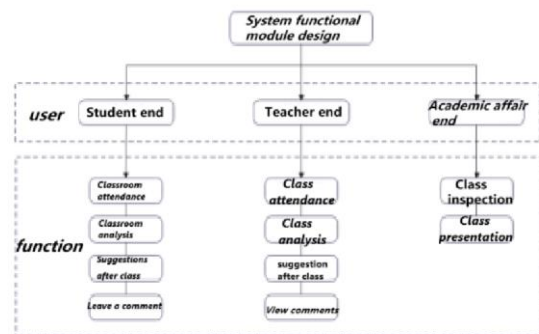 System functional
module design
user
Student end
Teacher end
Academic affair
end
function
Classroom
attendance
Classroom
analysis
Suggestions
after class
Leave a comment
Class
attendance
Class
analysis
suggestion
after class
View comments
Class
inspection
Class
presentation